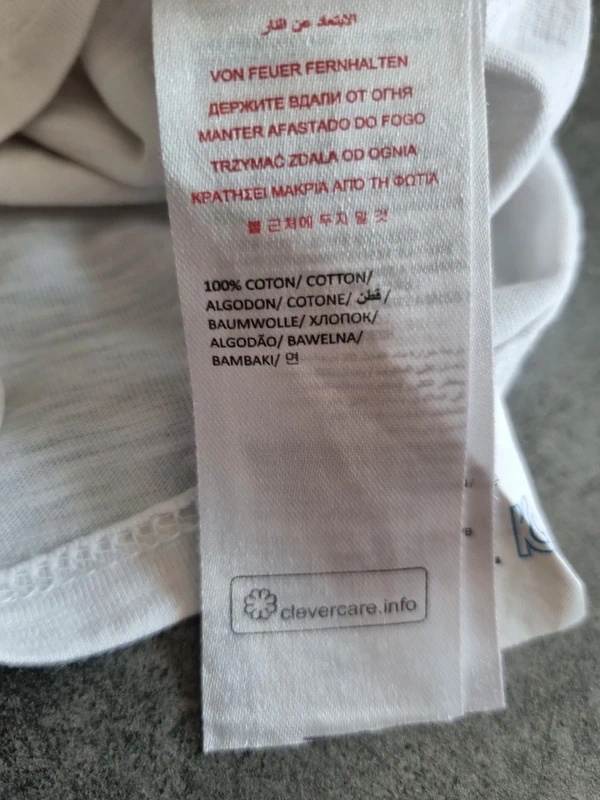 الابتعاد عن النار
VON FEUER FERNHALTEN
ДЕРЖИТЕ ВДАЛИ ОТ ОГНЯ
MANTER AFASTADO DO FOGO
TRZYMAĆ ZDALA OD OGNIA
ΚΡΑΤΗΣΕΙ ΜΑΚΡΙΑ ΑΠΟ ΤΗ ΦΩΤΙΑ
불 근처에 두지 말 것
100% COTON/ COTTON/
ALGODON/ COTONE/ قطن /
BAUMWOLLE/ ХЛОПОК/
ALGODÃO/ BAWELNA/
BAMBAKI/ 면
clevercare.info